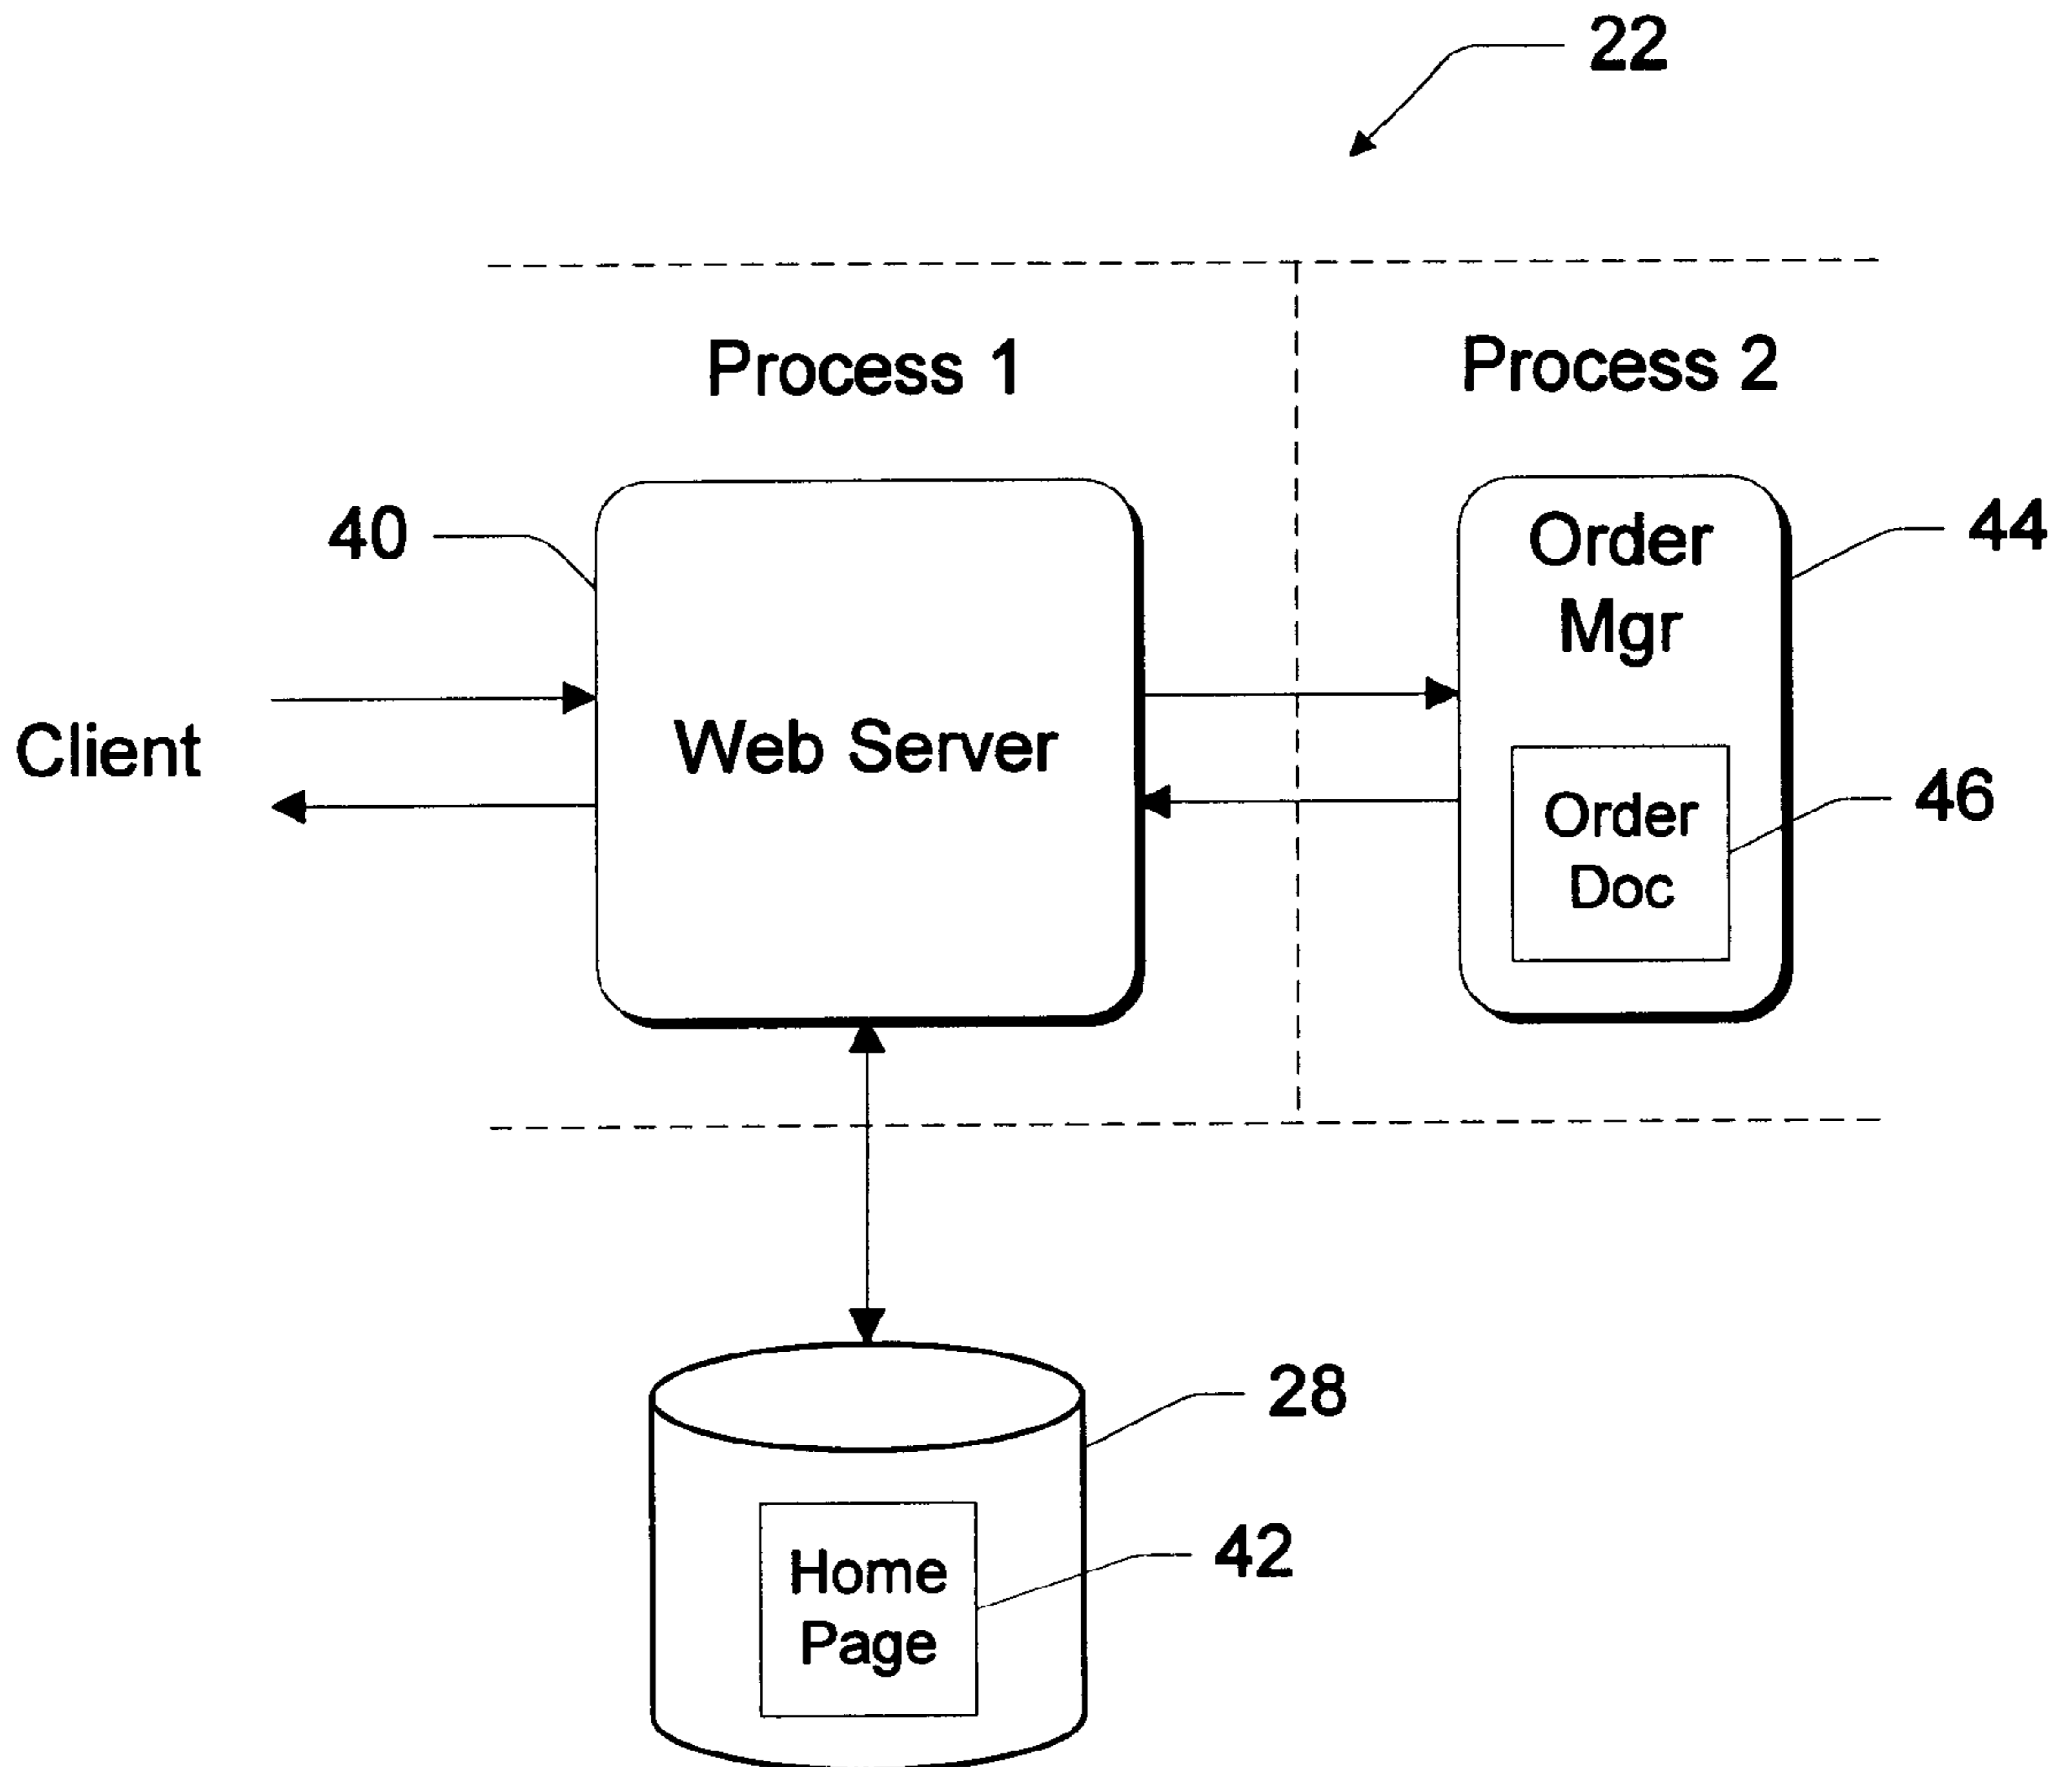 22
Process 1
Process 2
40
Order
Mgr
44
Client
Web Server
Order
Doc
46
28
Home
Page
42